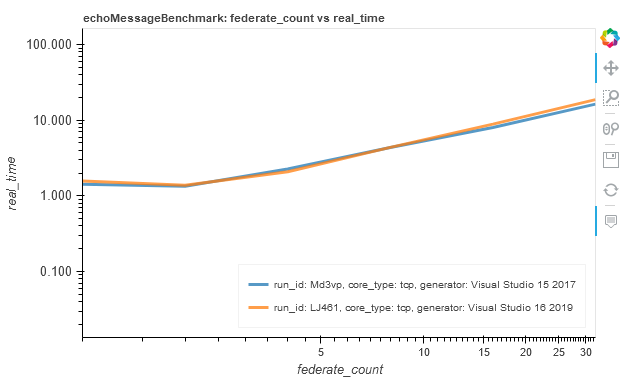 echoMessageBenchmark: federate_count vs real_time
100.000
10.000
1.000
0.100
real_time
run_id: Md3vp, core_type: tcp, generator: Visual Studio 15 2017
run_id: LJ461, core_type: tcp, generator: Visual Studio 16 2019
5
10
15
20
25
30
federate_count